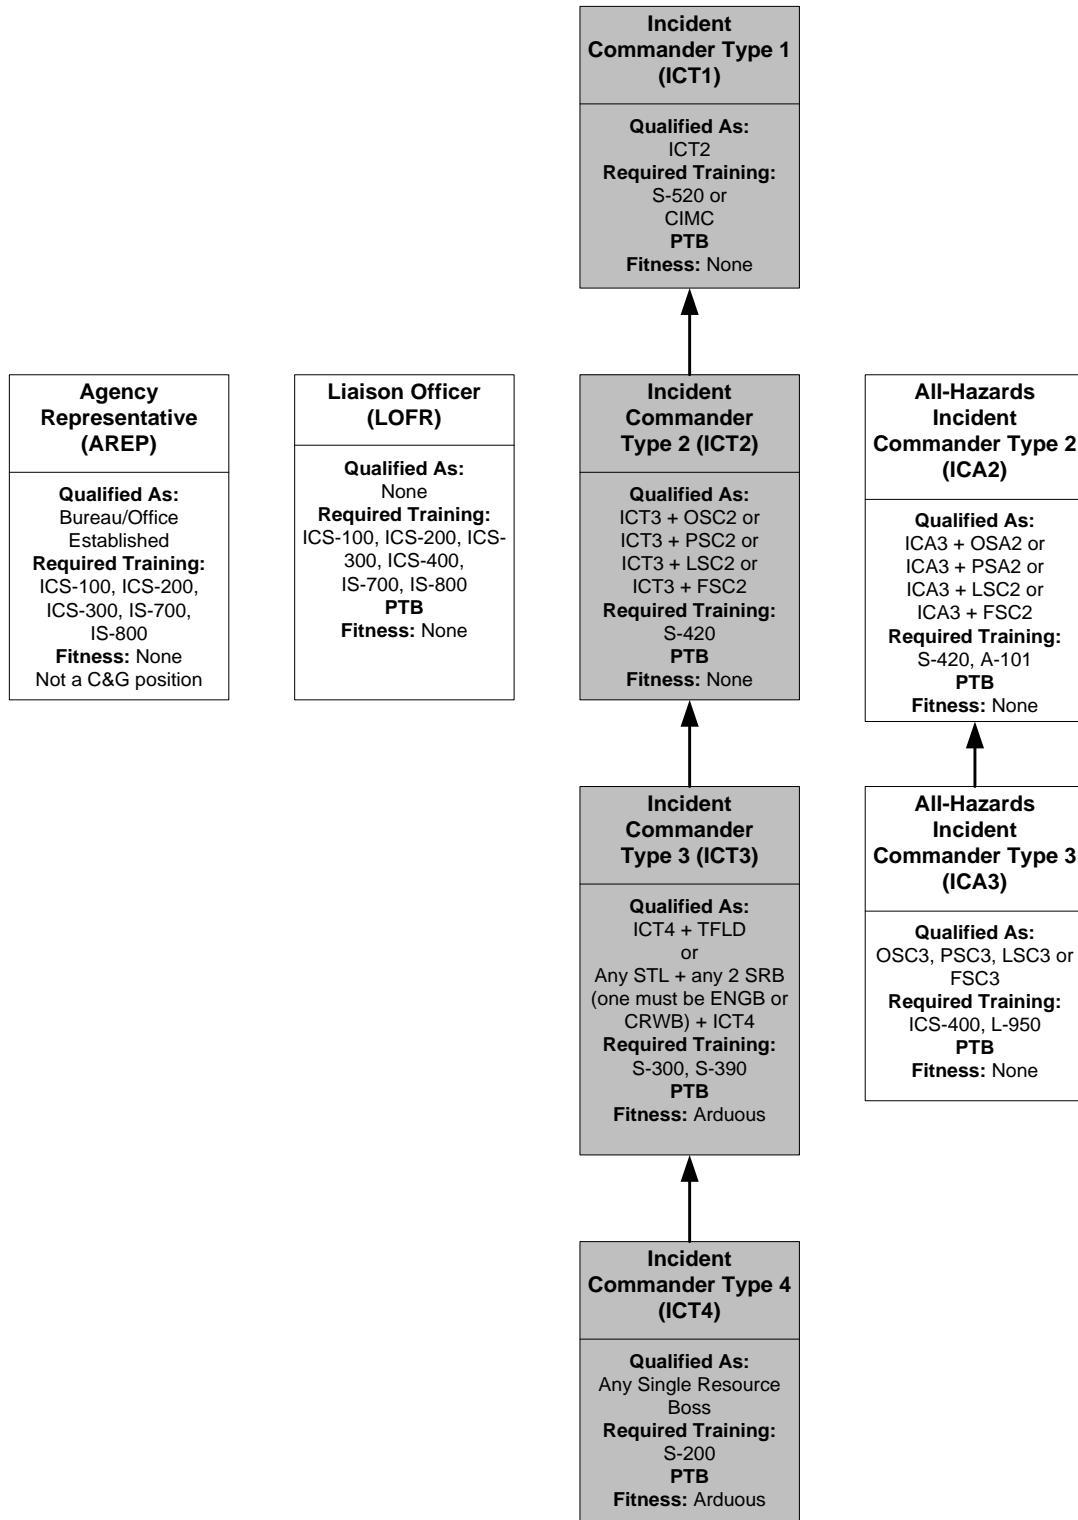 Incident
Commander Type 1
(ICT1)
Qualified As:
ICT2
Required Training:
S-520 or
CIMC
PTB
Fitness: None
Agency
Representative
(AREP)
Qualified As:
Bureau/Office
Established
Required Training:
ICS-100, ICS-200,
ICS-300, IS-700,
IS-800
Fitness: None
Not a C&G position
Liaison Officer
(LOFR)
Qualified As:
None
Required Training:
ICS-100, ICS-200, ICS-
300, ICS-400,
IS-700, IS-800
PTB
Fitness: None
Incident
Commander
Type 2 (ICT2)
Qualified As:
ICT3 + OSC2 or
ICT3 + PSC2 or
ICT3 + LSC2 or
ICT3 + FSC2
Required Training:
S-420
PTB
Fitness: None
All-Hazards
Incident
Commander Type 2
(ICA2)
Qualified As:
ICA3 + OSA2 or
ICA3 + PSA2 or
ICA3 + LSC2 or
ICA3 + FSC2
Required Training:
S-420, A-101
PTB
Fitness: None
Incident
Commander
Type 3 (ICT3)
Qualified As:
ICT4 + TFLD
or
Any STL + any 2 SRB
(one must be ENGB or
CRWB) + ICT4
Required Training:
S-300, S-390
PTB
Fitness: Arduous
All-Hazards
Incident
Commander Type 3
(ICA3)
Qualified As:
OSC3, PSC3, LSC3 or
FSC3
Required Training:
ICS-400, L-950
PTB
Fitness: None
Incident
Commander Type 4
(ICT4)
Qualified As:
Any Single Resource
Boss
Required Training:
S-200
PTB
Fitness: Arduous